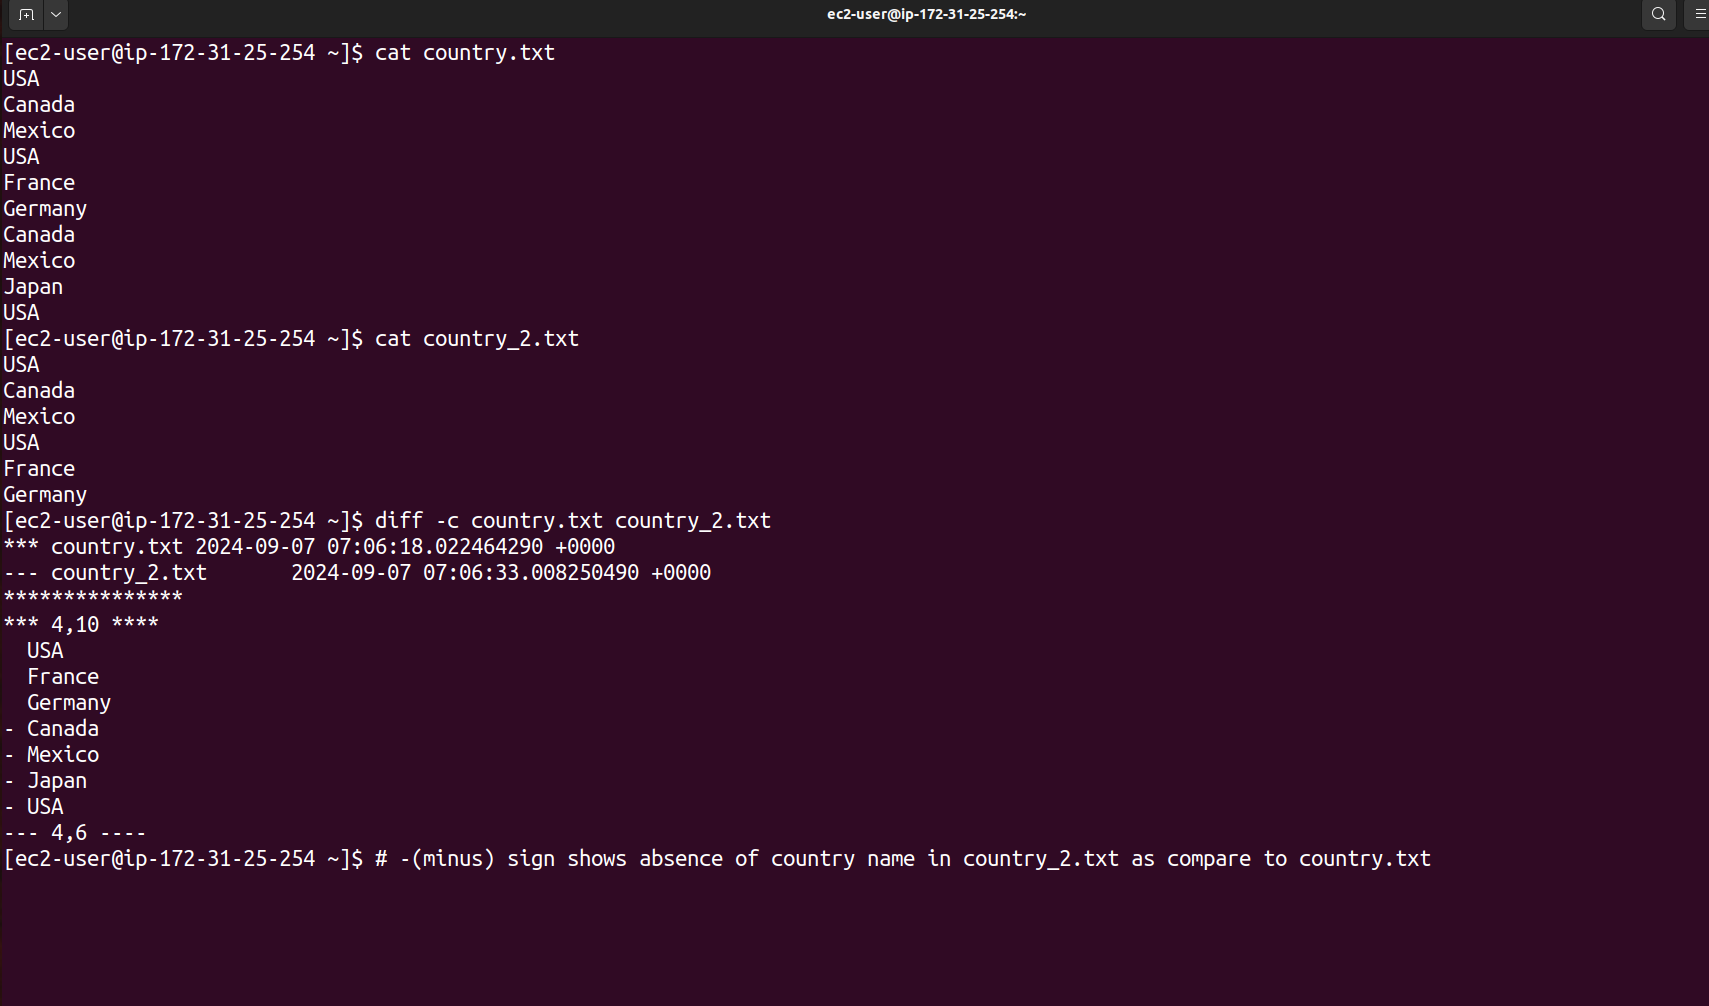 ec2-user@ip-172-31-25-254:~
[ec2-user@ip-172-31-25-254 ~]$ cat country.txt
USA
Canada
Mexico
USA
France
Germany
Canada
Mexico
Japan
USA
[ec2-user@ip-172-31-25-254 ~]$ cat country_2.txt
USA
Canada
Mexico
USA
France
Germany
[ec2-user@ip-172-31-25-254 ~]$ diff -c country.txt country_2.txt
*** country.txt 2024-09-07 07:06:18.022464290 +0000
--- country_2.txt       2024-09-07 07:06:33.008250490 +0000
***************
*** 4,10 ****
  USA
  France
  Germany
- Canada
- Mexico
- Japan
- USA
--- 4,6 ----
[ec2-user@ip-172-31-25-254 ~]$ # -(minus) sign shows absence of country name in country_2.txt as compare to country.txt